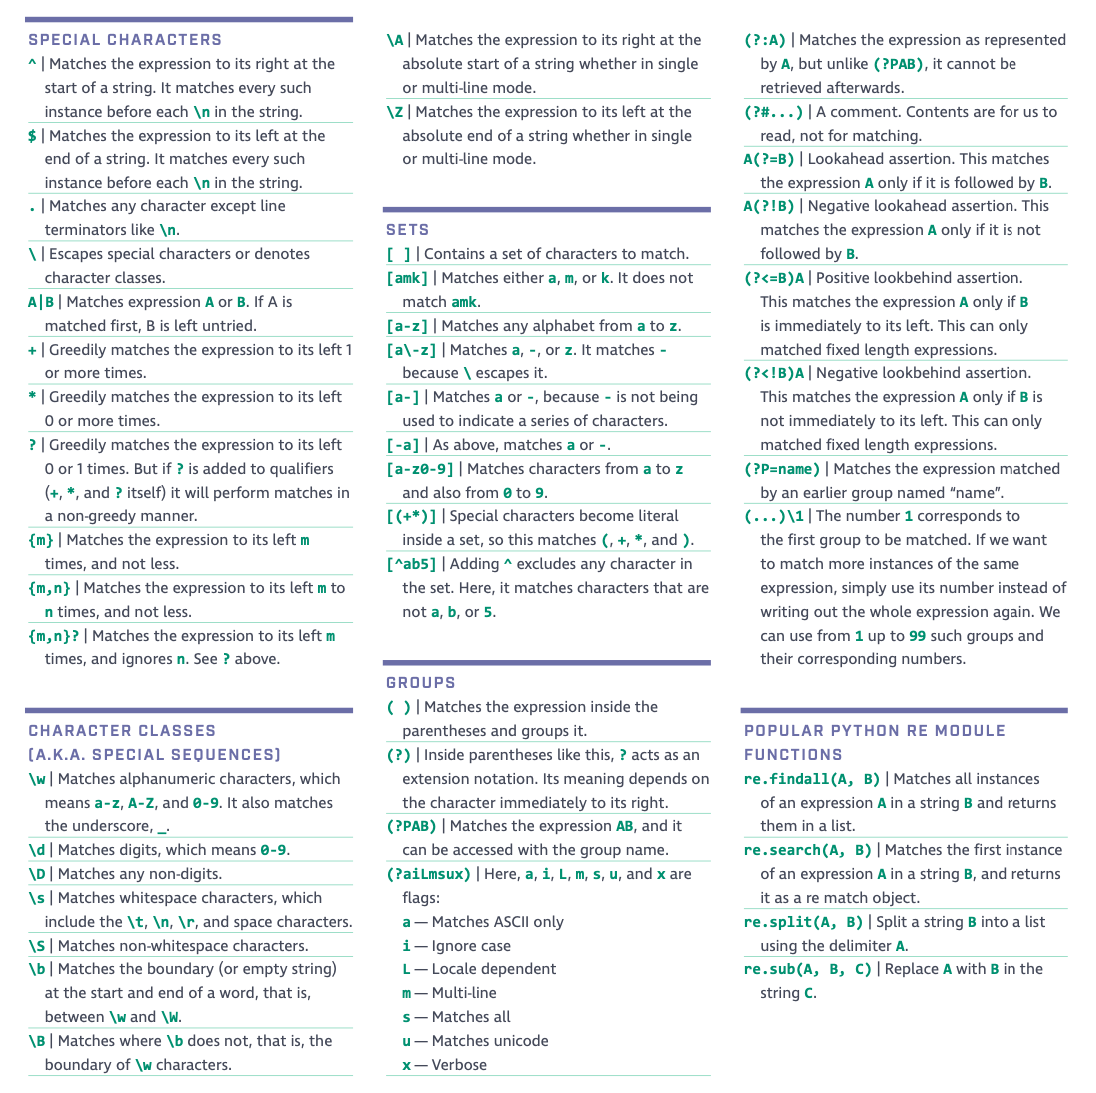 SPECIAL CHARACTERS
^ | Matches the expression to its right at the
start of a string. It matches every such
instance before each \n in the string.
$ | Matches the expression to its left at the
end of a string. It matches every such
instance before each \n in the string.
. | Matches any character except line
terminators like \n.
\ | Escapes special characters or denotes
character classes.
A|B | Matches expression A or B. If A is
matched first, B is left untried.
+ | Greedily matches the expression to its left 1
or more times.
* | Greedily matches the expression to its left
0 or more times.
? | Greedily matches the expression to its left
0 or 1 times. But if ? is added to qualifiers
(+, *, and ? itself) it will perform matches in
a non-greedy manner.
{m} | Matches the expression to its left m
times, and not less.
{m,n} | Matches the expression to its left m to
n times, and not less.
{m,n}? | Matches the expression to its left m
times, and ignores n. See ? above.
CHARACTER CLASSES
(A.K.A. SPECIAL SEQUENCES)
\w | Matches alphanumeric characters, which
means a-z, A-Z, and 0-9. It also matches
the underscore, _.
\d | Matches digits, which means 0-9.
\D | Matches any non-digits.
\s | Matches whitespace characters, which
include the \t, \n, \r, and space characters.
\S | Matches non-whitespace characters.
\b | Matches the boundary (or empty string)
at the start and end of a word, that is,
between \w and \W.
\B | Matches where \b does not, that is, the
boundary of \w characters.
\A | Matches the expression to its right at the
absolute start of a string whether in single
or multi-line mode.
\Z | Matches the expression to its left at the
absolute end of a string whether in single
or multi-line mode.
SETS
[ ] | Contains a set of characters to match.
[amk] | Matches either a, m, or k. It does not
match amk.
[a-z] | Matches any alphabet from a to z.
[a\-z] | Matches a, -, or z. It matches -
because \ escapes it.
[a-] | Matches a or -, because - is not being
used to indicate a series of characters.
[-a] | As above, matches a or -.
[a-z0-9] | Matches characters from a to z
and also from 0 to 9.
[(+*)] | Special characters become literal
inside a set, so this matches (, +, *, and ).
[^ab5] | Adding ^ excludes any character in
the set. Here, it matches characters that are
not a, b, or 5.
GROUPS
( ) | Matches the expression inside the
parentheses and groups it.
(?) | Inside parentheses like this, ? acts as an
extension notation. Its meaning depends on
the character immediately to its right.
(?PAB) | Matches the expression AB, and it
can be accessed with the group name.
(?aiLmsux) | Here, a, i, L, m, s, u, and x are
flags:
a — Matches ASCII only
i — Ignore case
L — Locale dependent
m — Multi-line
s — Matches all
u — Matches unicode
x — Verbose
(?:A) | Matches the expression as represented
by A, but unlike (?PAB), it cannot be
retrieved afterwards.
(?#...) | A comment. Contents are for us to
read, not for matching.
A(?=B) | Lookahead assertion. This matches
the expression A only if it is followed by B.
A(?!B) | Negative lookahead assertion. This
matches the expression A only if it is not
followed by B.
(?<=B)A | Positive lookbehind assertion.
This matches the expression A only if B
is immediately to its left. This can only
matched fixed length expressions.
(?<!B)A | Negative lookbehind assertion.
This matches the expression A only if B is
not immediately to its left. This can only
matched fixed length expressions.
(?P=name) | Matches the expression matched
by an earlier group named “name”.
(...)\1 | The number 1 corresponds to
the first group to be matched. If we want
to match more instances of the same
expression, simply use its number instead of
writing out the whole expression again. We
can use from 1 up to 99 such groups and
their corresponding numbers.
POPULAR PYTHON RE MODULE
FUNCTIONS
re.findall(A, B) | Matches all instances
of an expression A in a string B and returns
them in a list.
re.search(A, B) | Matches the first instance
of an expression A in a string B, and returns
it as a re match object.
re.split(A, B) | Split a string B into a list
using the delimiter A.
re.sub(A, B, C) | Replace A with B in the
string C.